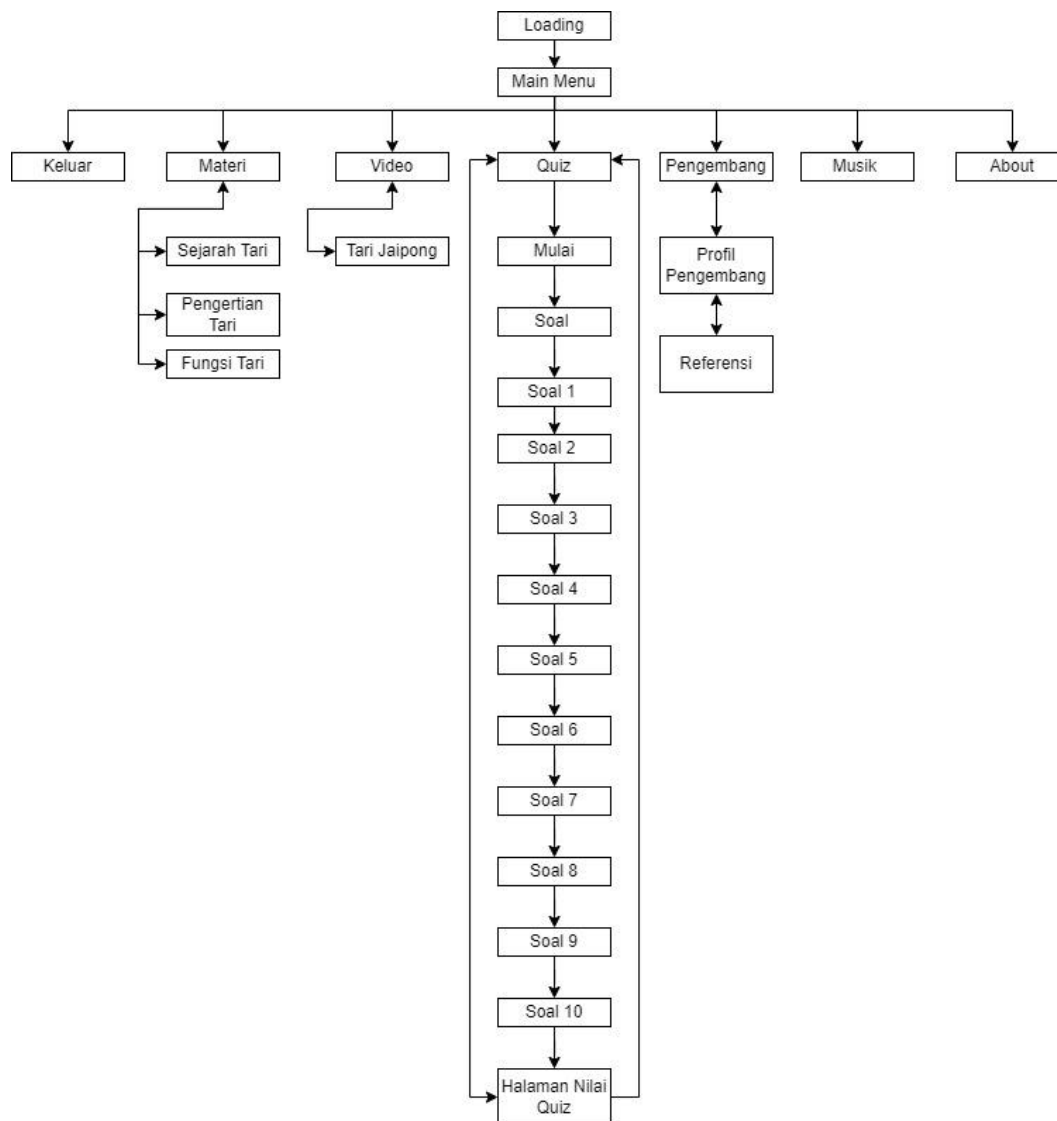 Loading
Main Menu
Keluar
Materi
Video
Quiz
Pengembang
Musik
About
Sejarah Tari
Tari Jaipong
Mulai
Profil
Pengembang
Pengertian
Tari
Soal
Fungsi Tari
Referensi
Soal 1
Soal 2
Soal 3
Soal 4
Soal 5
Soal 6
Soal 7
Soal 8
Soal 9
Soal 10
Halaman Nilai
Quiz